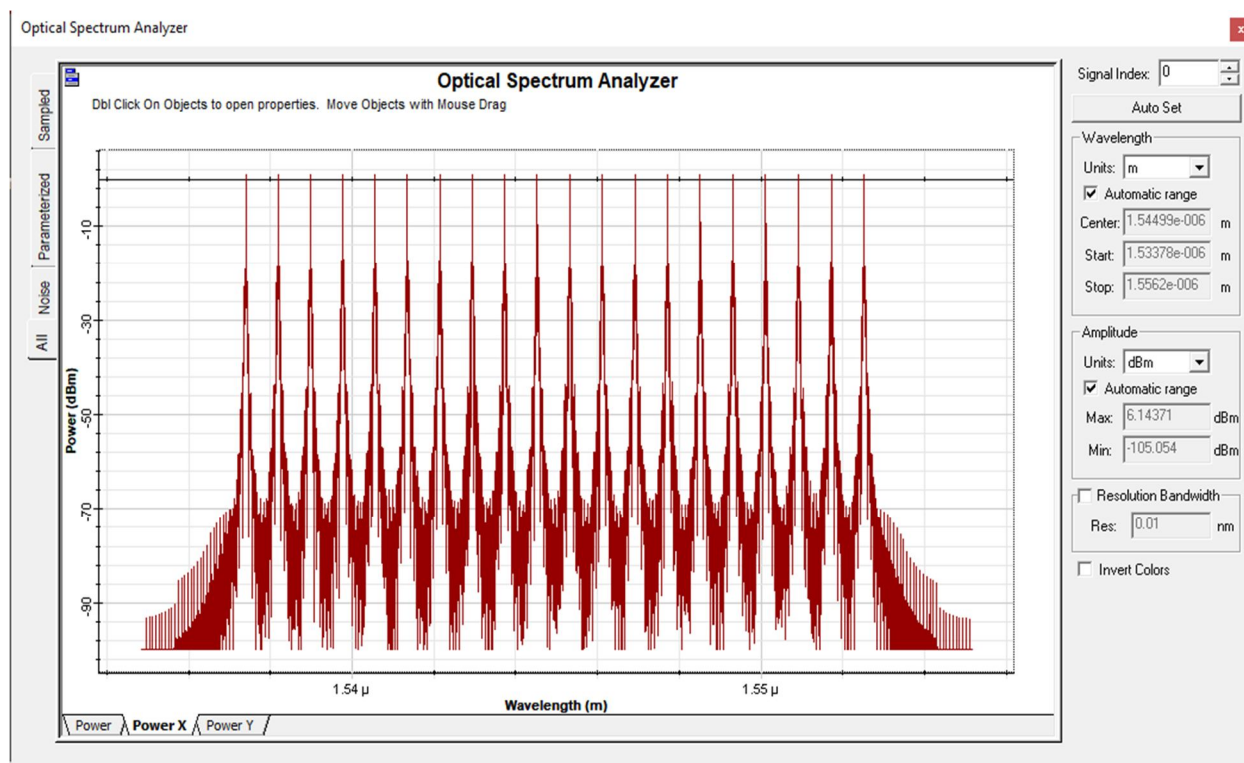 Optical Spectrum Analyzer
x
Optical Spectrum Analyzer
Dbl Click On Objects to open properties. Move Objects with Mouse Drag
Sampled
Parameterized
Noise
All
Power (dBm)
-10
-30
-50
-70
-90
1.54 µ
1.55 µ
Wavelength (m)
Power
Power X
Power Y
Signal Index: 0
Auto Set
Wavelength
Units: m
Automatic range
Center: 1.54499e-006 m
Start: 1.53378e-006 m
Stop: 1.5562e-006 m
Amplitude
Units: dBm
Automatic range
Max: 6.14371 dBm
Min: -105.054 dBm
Resolution Bandwidth
Res: 0.01 nm
Invert Colors